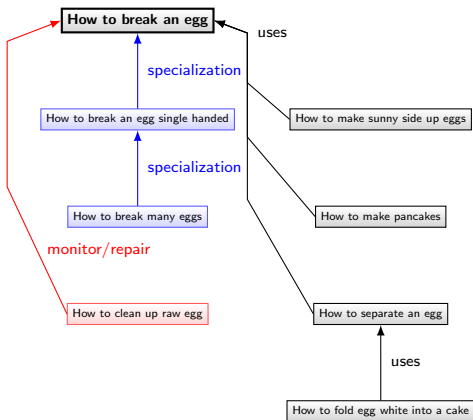 How to break an egg
uses
specialization
How to break an egg single handed
How to make sunny side up eggs
specialization
How to break many eggs
How to make pancakes
monitor/repair
How to clean up raw egg
How to separate an egg
uses
How to fold egg white into a cake